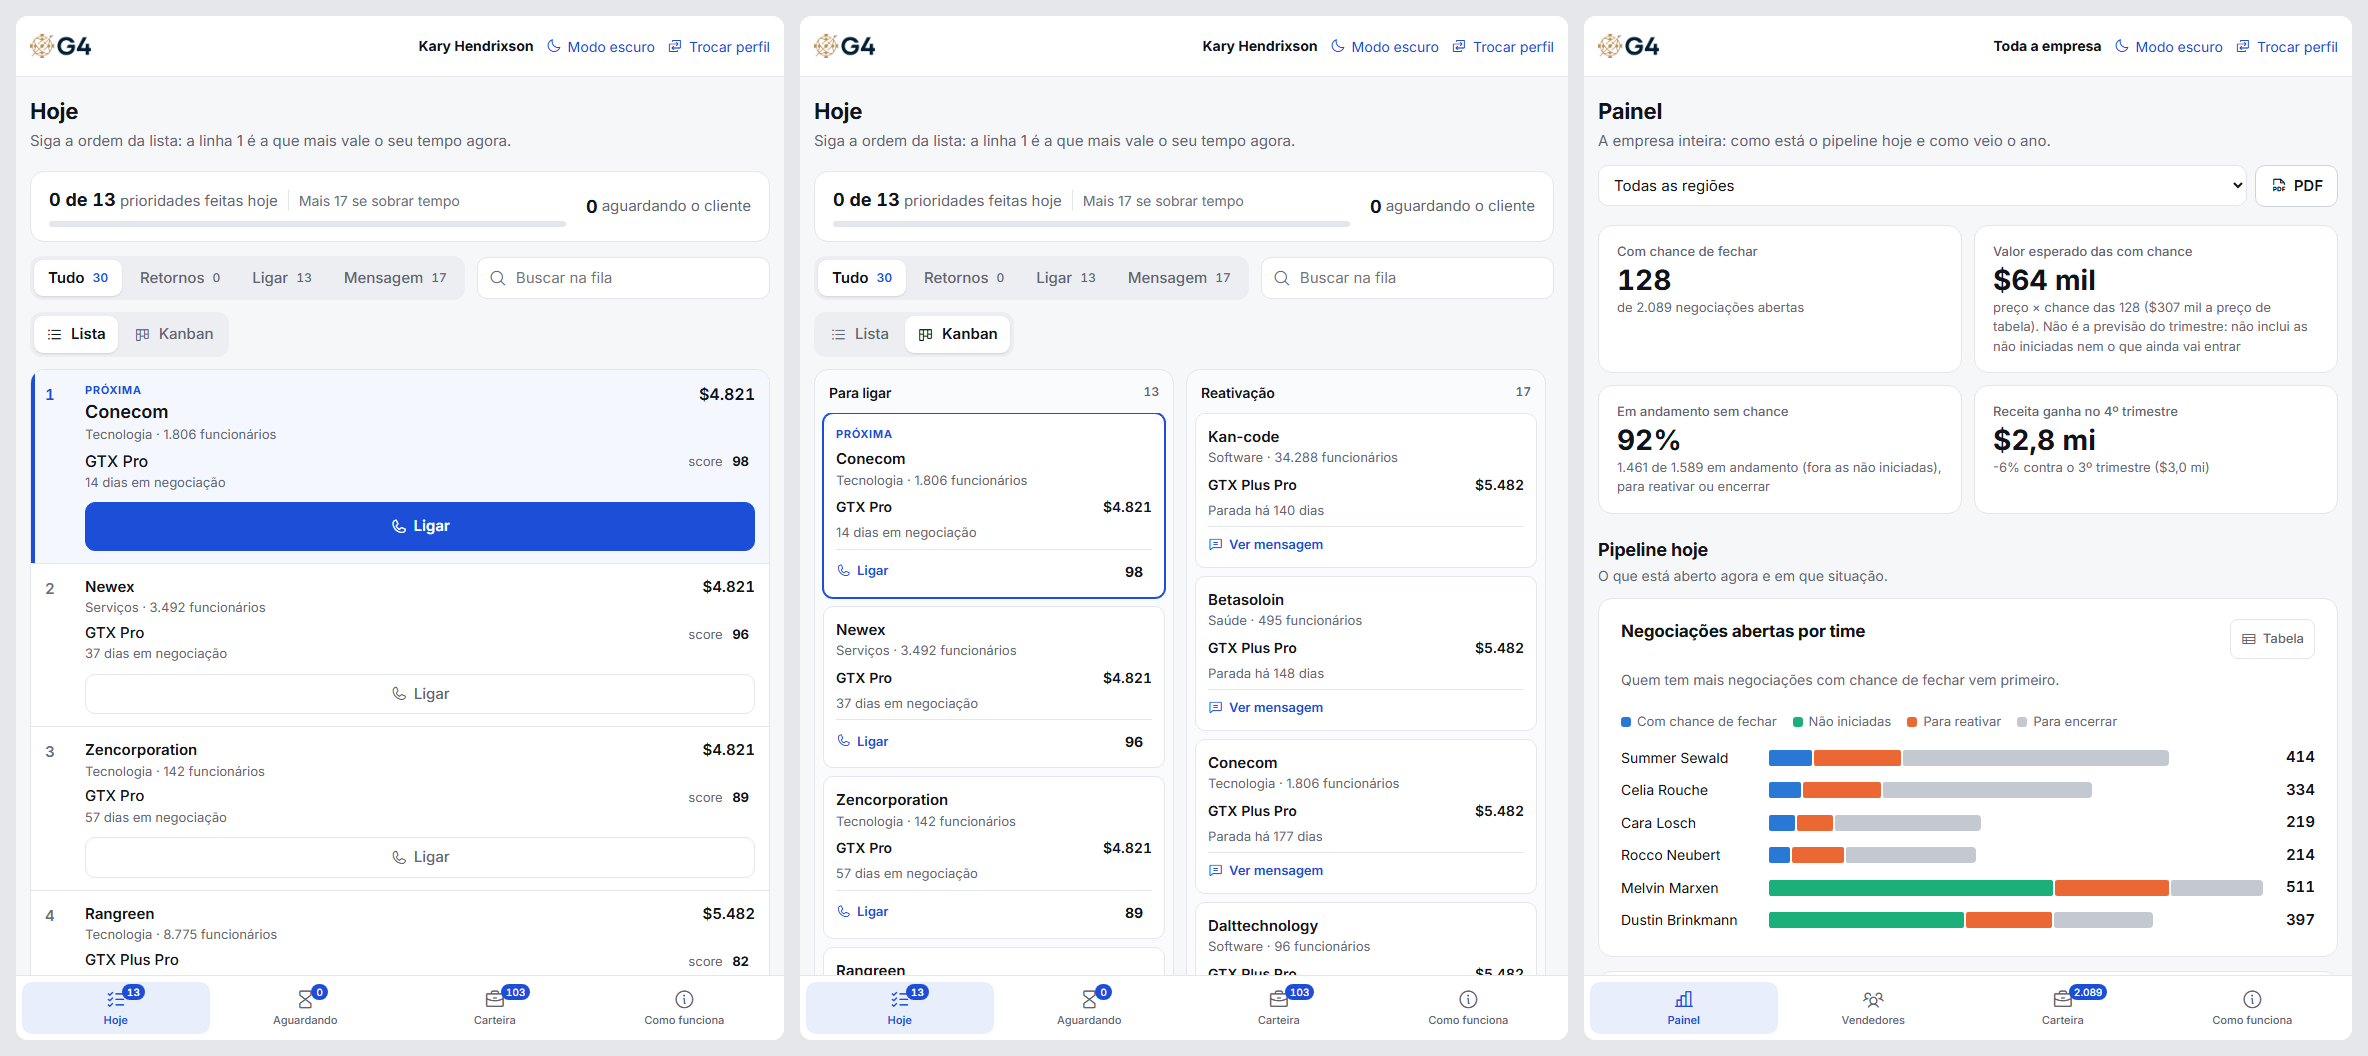 G4
Kary Hendrixson Modo escuro Trocar perfil
Hoje
Siga a ordem da lista: a linha 1 é a que mais vale o seu tempo agora.
0 de 13 prioridades feitas hoje Mais 17 se sobrar tempo 0 aguardando o cliente
Tudo 30 Retornos 0 Ligar 13 Mensagem 17 Buscar na fila
Lista Kanban
1 PRÓXIMA $4.821
Conecom
Tecnologia · 1.806 funcionários
GTX Pro score 98
14 dias em negociação
Ligar
2 Newex $4.821
Serviços · 3.492 funcionários
GTX Pro score 96
37 dias em negociação
Ligar
3 Zencorporation $4.821
Tecnologia · 142 funcionários
GTX Pro score 89
57 dias em negociação
Ligar
4 Rangreen $5.482
Tecnologia · 8.775 funcionários
GTX Plus Pro score 82
13 0 103
Hoje Aguardando Carteira Como funciona
G4
Kary Hendrixson Modo escuro Trocar perfil
Hoje
Siga a ordem da lista: a linha 1 é a que mais vale o seu tempo agora.
0 de 13 prioridades feitas hoje Mais 17 se sobrar tempo 0 aguardando o cliente
Tudo 30 Retornos 0 Ligar 13 Mensagem 17 Buscar na fila
Lista Kanban
Para ligar 13
PRÓXIMA
Conecom
Tecnologia · 1.806 funcionários
GTX Pro $4.821
14 dias em negociação
Ligar 98
Newex
Serviços · 3.492 funcionários
GTX Pro $4.821
37 dias em negociação
Ligar 96
Zencorporation
Tecnologia · 142 funcionários
GTX Pro $4.821
57 dias em negociação
Ligar 89
Rangreen
Reativação 17
Kan-code
Software · 34.288 funcionários
GTX Plus Pro $5.482
Parada há 140 dias
Ver mensagem
Betasoloin
Saúde · 495 funcionários
GTX Plus Pro $5.482
Parada há 148 dias
Ver mensagem
Conecom
Tecnologia · 1.806 funcionários
GTX Plus Pro $5.482
Parada há 177 dias
Ver mensagem
Dalttechnology
Software · 96 funcionários
GTX Plus Pro $5.482
13 0 103
Hoje Aguardando Carteira Como funciona
G4
Toda a empresa Modo escuro Trocar perfil
Painel
A empresa inteira: como está o pipeline hoje e como veio o ano.
Todas as regiões PDF
Com chance de fechar
128
de 2.089 negociações abertas
Valor esperado das com chance
$64 mil
preço × chance das 128 ($307 mil a preço de
tabela). Não é a previsão do trimestre: não inclui as
não iniciadas nem o que ainda vai entrar
Em andamento sem chance
92%
1.461 de 1.589 em andamento (fora as não iniciadas),
para reativar ou encerrar
Receita ganha no 4º trimestre
$2,8 mi
-6% contra o 3º trimestre ($3,0 mi)
Pipeline hoje
O que está aberto agora e em que situação.
Negociações abertas por time Tabela
Quem tem mais negociações com chance de fechar vem primeiro.
Com chance de fechar Não iniciadas Para reativar Para encerrar
Summer Sewald 414
Celia Rouche 334
Cara Losch 219
Rocco Neubert 214
Melvin Marxen 511
Dustin Brinkmann 397
2.089
Painel Vendedores Carteira Como funciona